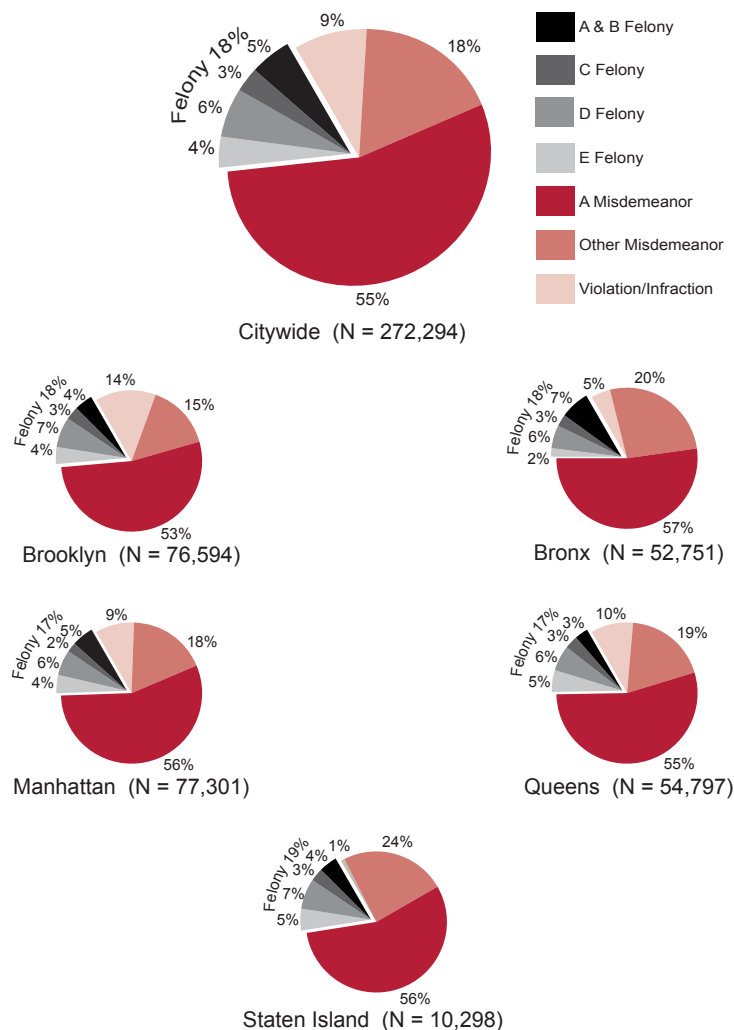 Felony 18%
5%
9%
18%
3%
6%
4%
55%
Citywide (N = 272,294)
A & B Felony
C Felony
D Felony
E Felony
A Misdemeanor
Other Misdemeanor
Violation/Infraction
Felony 18%
4%
14%
15%
3%
7%
4%
53%
Brooklyn (N = 76,594)
Felony 18%
7%
5%
20%
3%
6%
2%
57%
Bronx (N = 52,751)
Felony 17%
5%
9%
18%
2%
6%
4%
56%
Manhattan (N = 77,301)
Felony 17%
3%
10%
19%
3%
6%
5%
55%
Queens (N = 54,797)
Felony 19%
4%
1%
24%
3%
7%
5%
56%
Staten Island (N = 10,298)